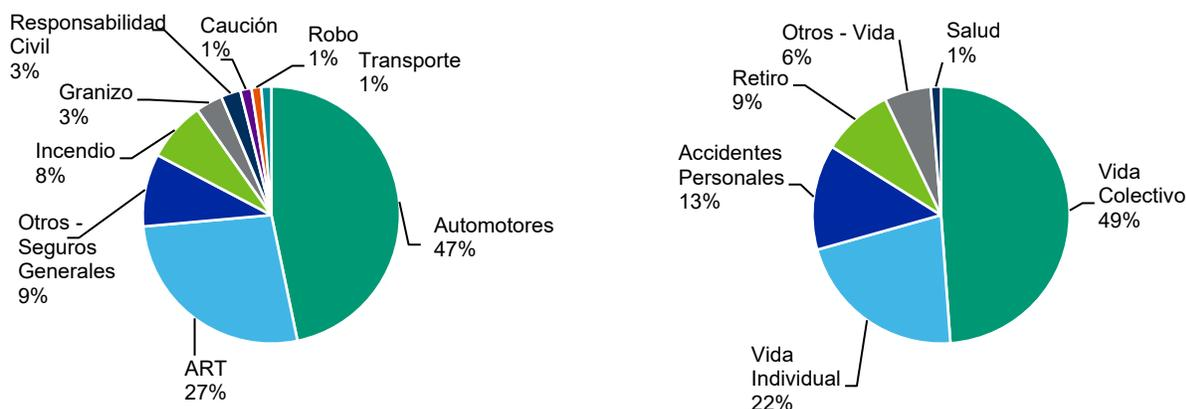 Responsabilidad
Civil
3%
Caución
1%
Robo
1%
Transporte
1%
Granizo
3%
Incendio
8%
Otros -
Seguros
Generales
9%
ART
27%
Automotores
47%
Otros - Vida
6%
Salud
1%
Retiro
9%
Accidentes
Personales
13%
Vida
Colectivo
49%
Vida
Individual
22%